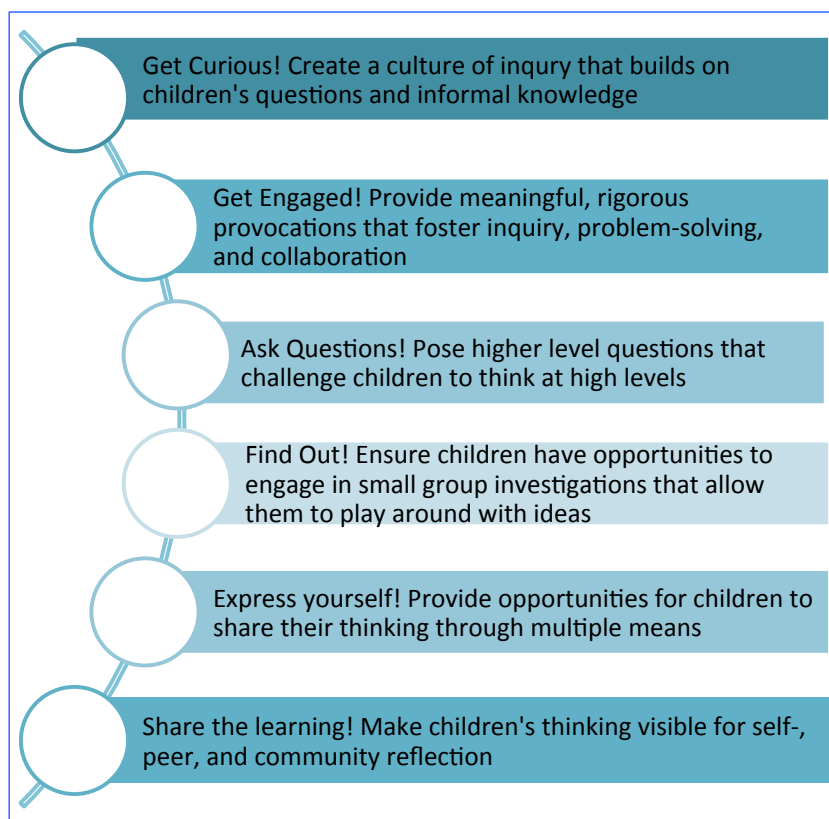 Get Curious! Create a culture of inqury that builds on
children's questions and informal knowledge
Get Engaged! Provide meaningful, rigorous
provocations that foster inquiry, problem-solving,
and collaboration
Ask Questions! Pose higher level questions that
challenge children to think at high levels
Find Out! Ensure children have opportunities to
engage in small group investigations that allow
them to play around with ideas
Express yourself! Provide opportunities for children to
share their thinking through multiple means
Share the learning! Make children's thinking visible for self-,
peer, and community reflection